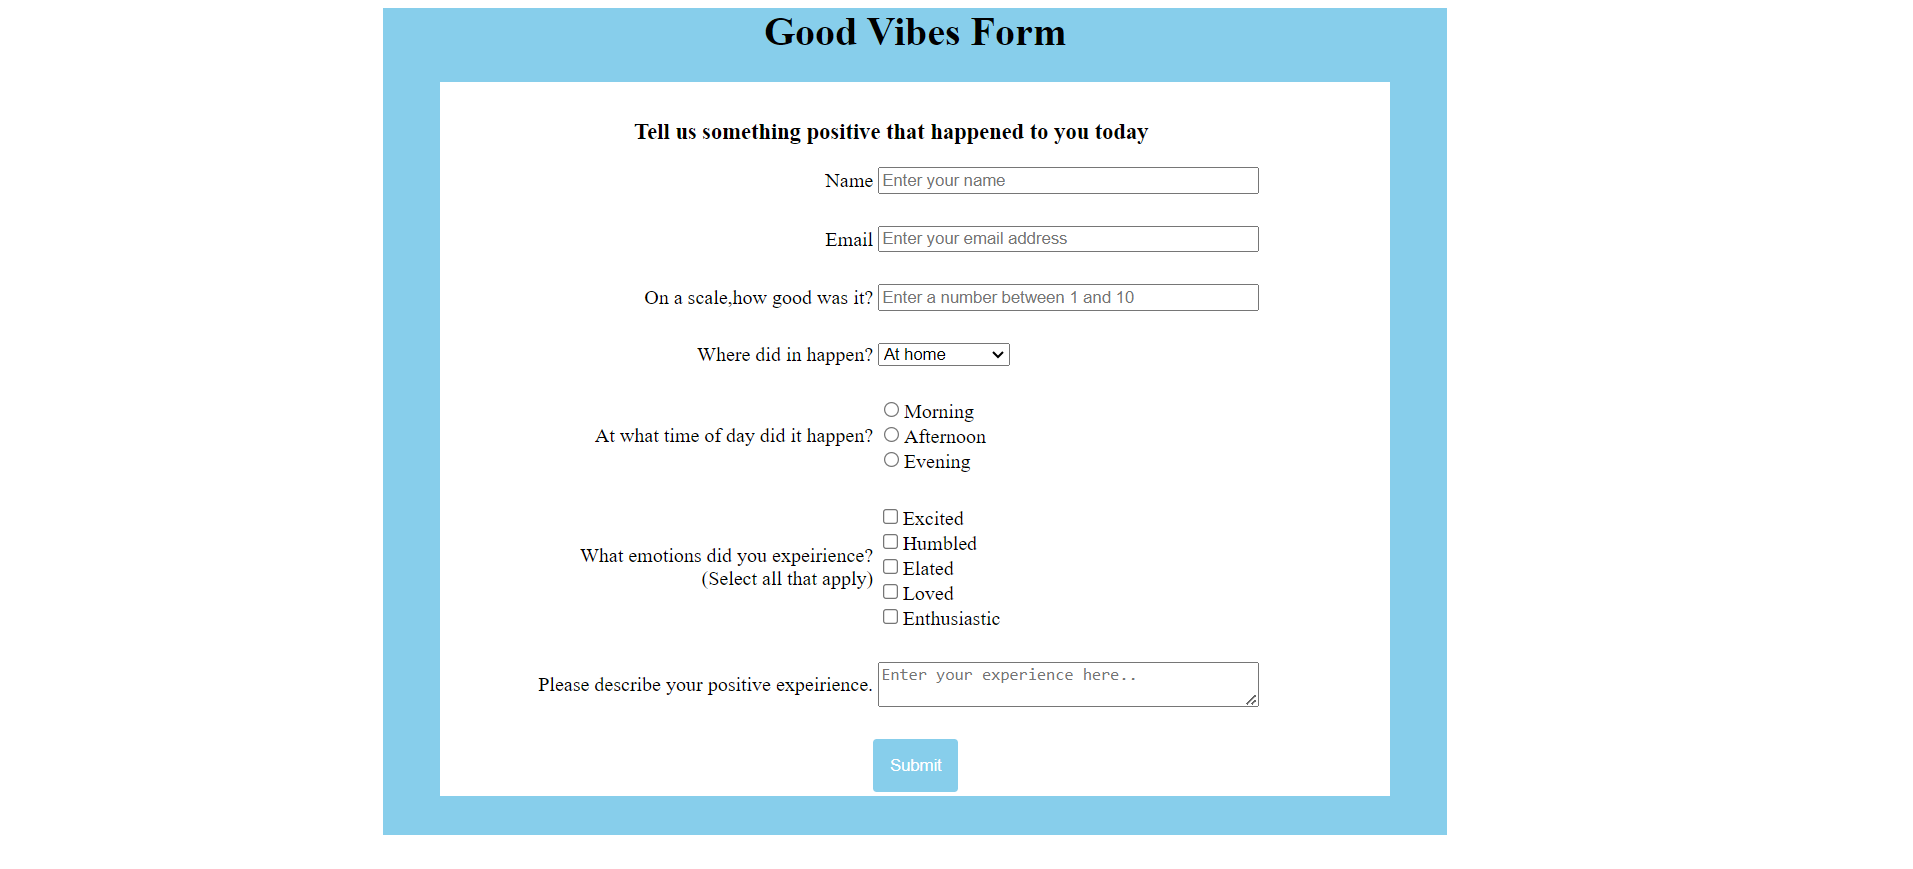 Good Vibes Form
Tell us something positive that happened to you today
Name Enter your name
Email Enter your email address
On a scale,how good was it? Enter a number between 1 and 10
Where did in happen? At home
At what time of day did it happen?
Morning
Afternoon
Evening
What emotions did you expeirience?
(Select all that apply)
Excited
Humbled
Elated
Loved
Enthusiastic
Please describe your positive expeirience. Enter your experience here..
Submit